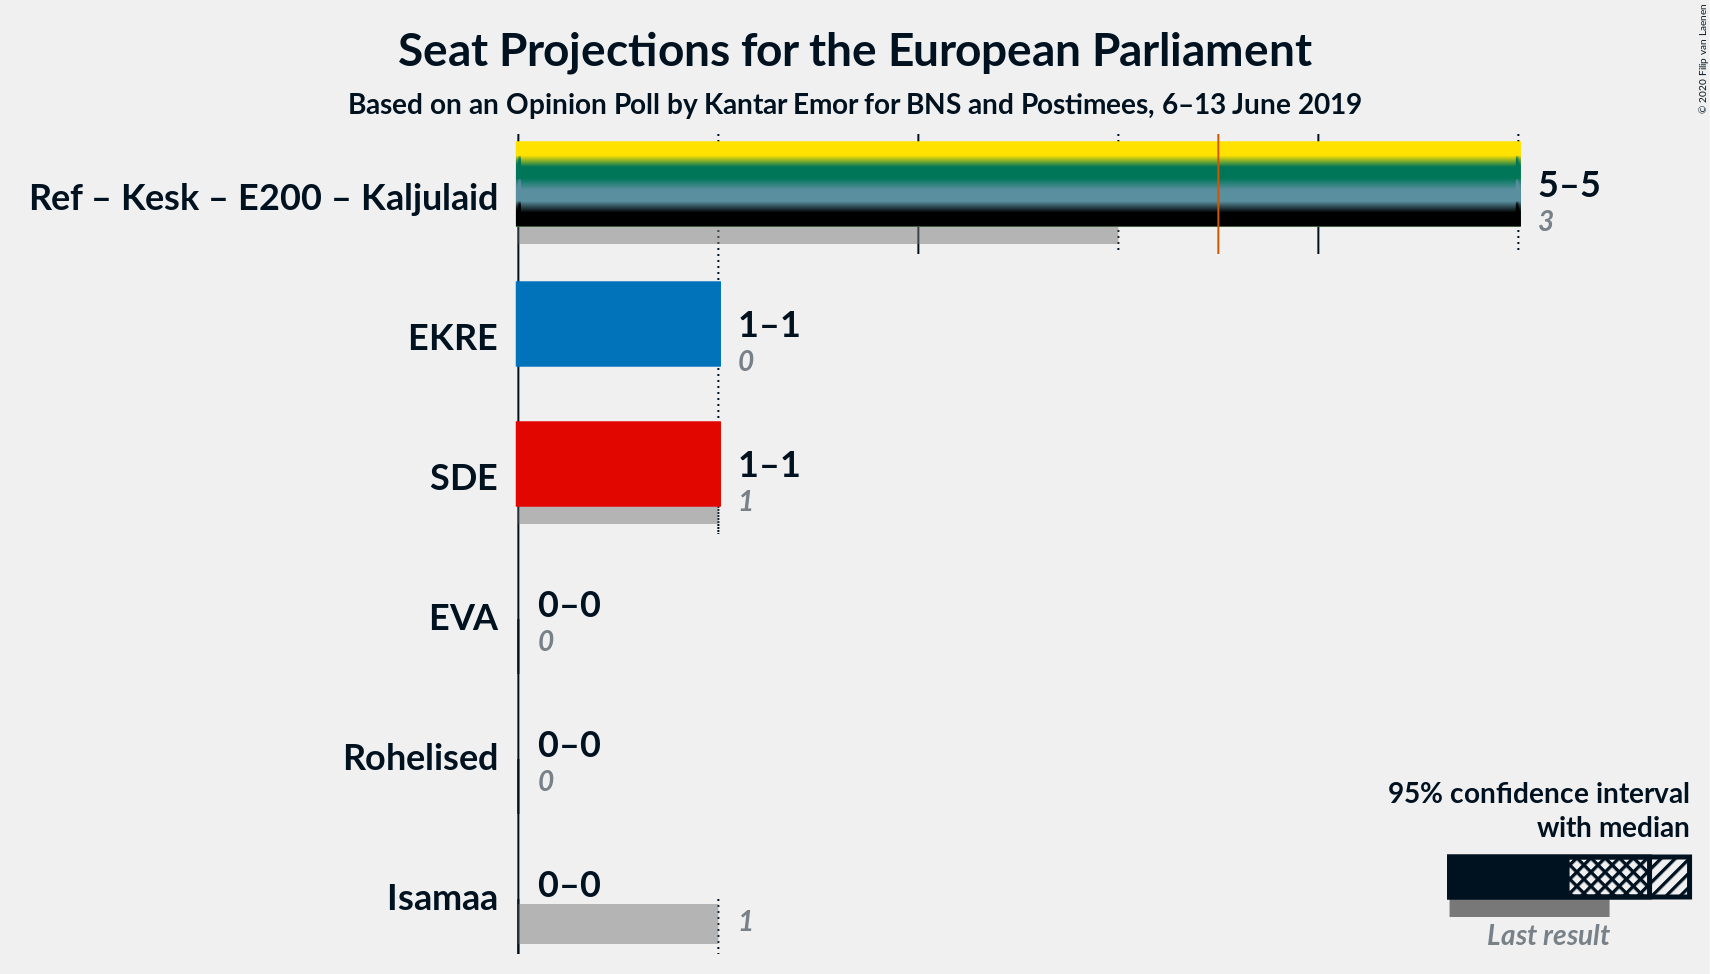 Seat Projections for the European Parliament
Based on an Opinion Poll by Kantar Emor for BNS and Postimees, 6–13 June 2019
© 2020 Filip van Laenen
Ref – Kesk – E200 – Kaljulaid
5–5
3
EKRE
1–1
0
SDE
1–1
1
EVA
0–0
0
Rohelised
0–0
0
Isamaa
0–0
1
95% confidence interval
with median
Last result